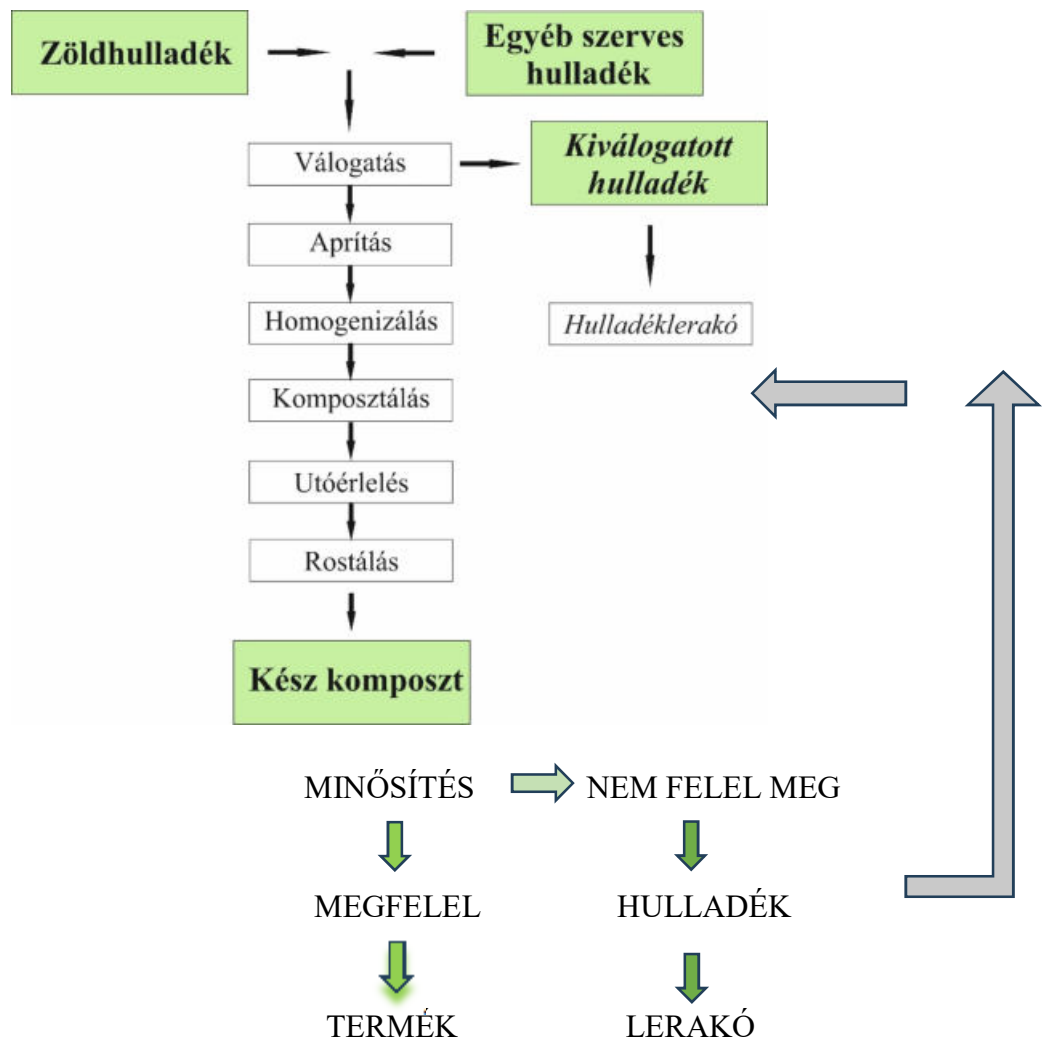 Zöldhulladék
Egyéb szerves
hulladék
Válogatás
Kiválogatott
hulladék
Aprítás
Homogenizálás
Hulladéklerakó
Komposztálás
Utóérlelés
Rostálás
Kész komposzt
MINŐSÍTÉS
NEM FELEL MEG
MEGFELEL
HULLADÉK
TERMÉK
LERAKÓ